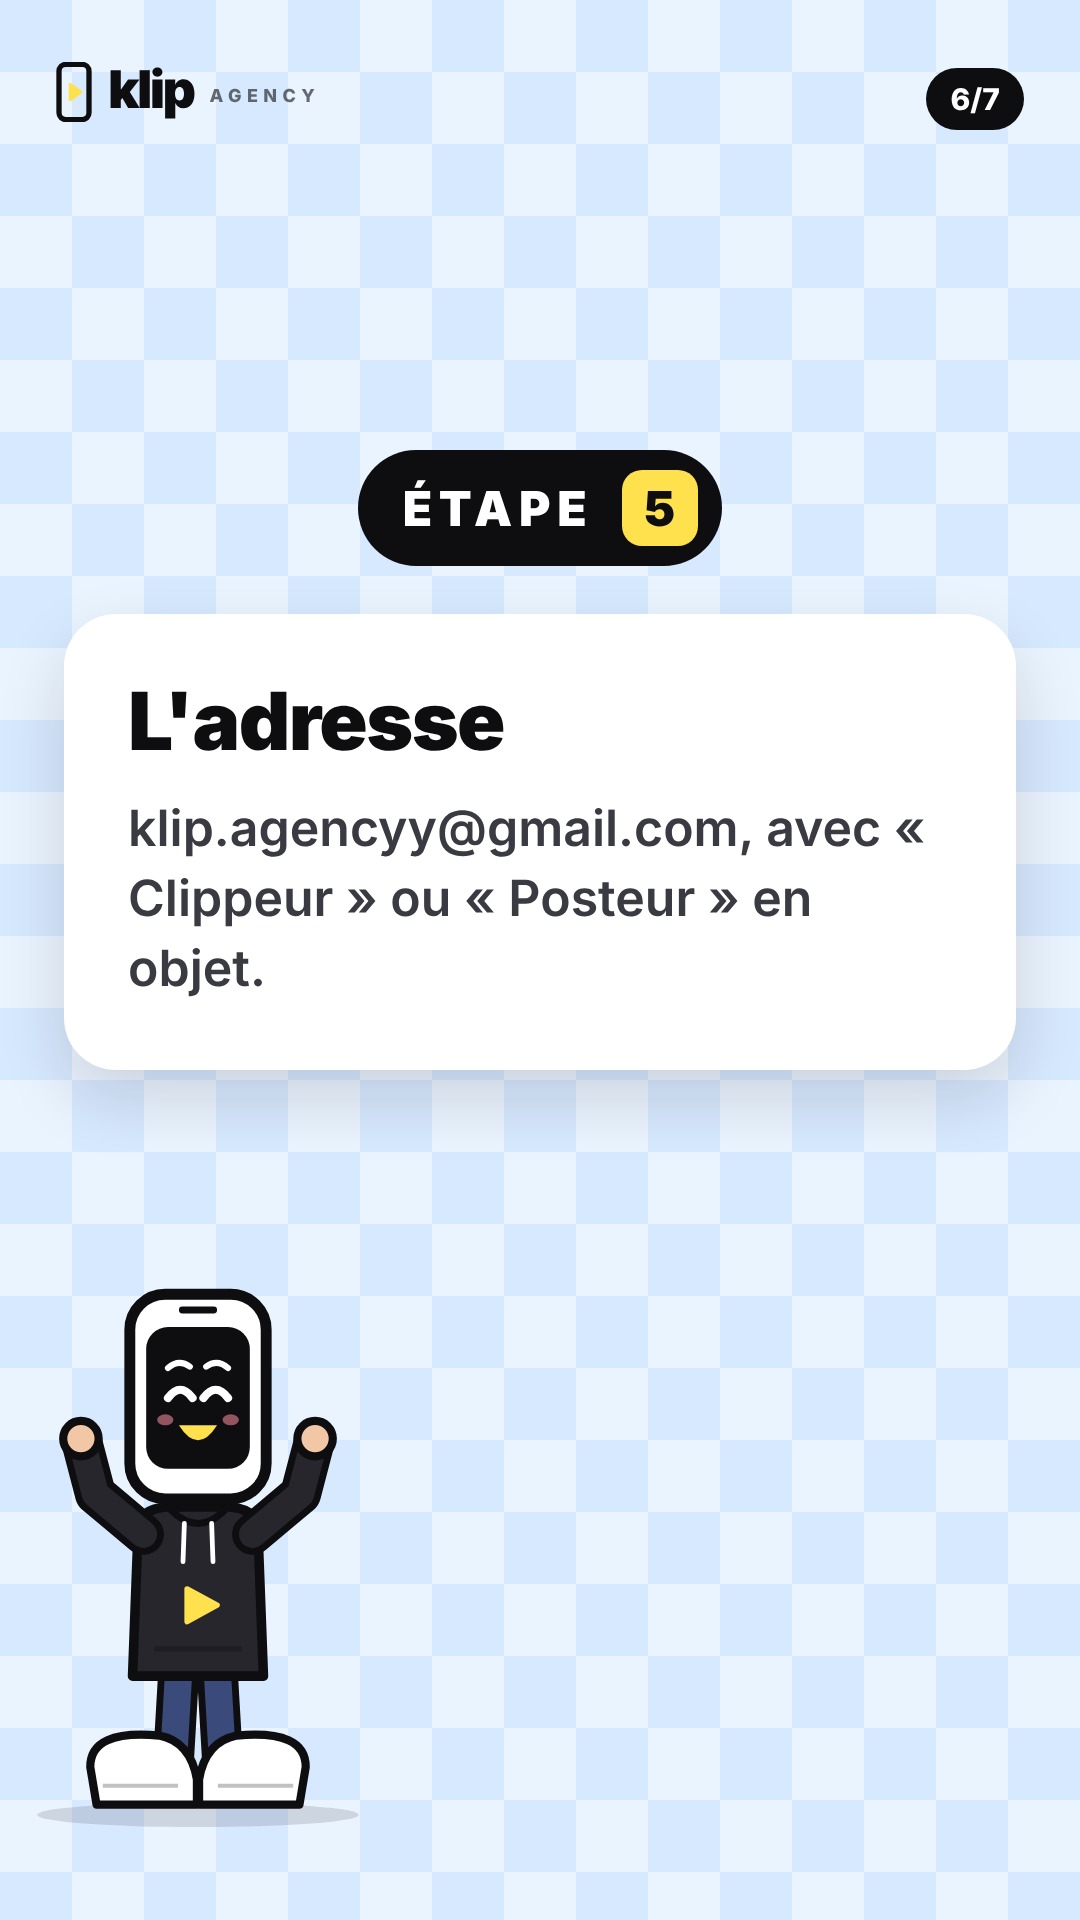 klip AGENCY
6/7
ÉTAPE 5
L'adresse
klip.agencyy@gmail.com, avec «
Clippeur » ou « Posteur » en
objet.